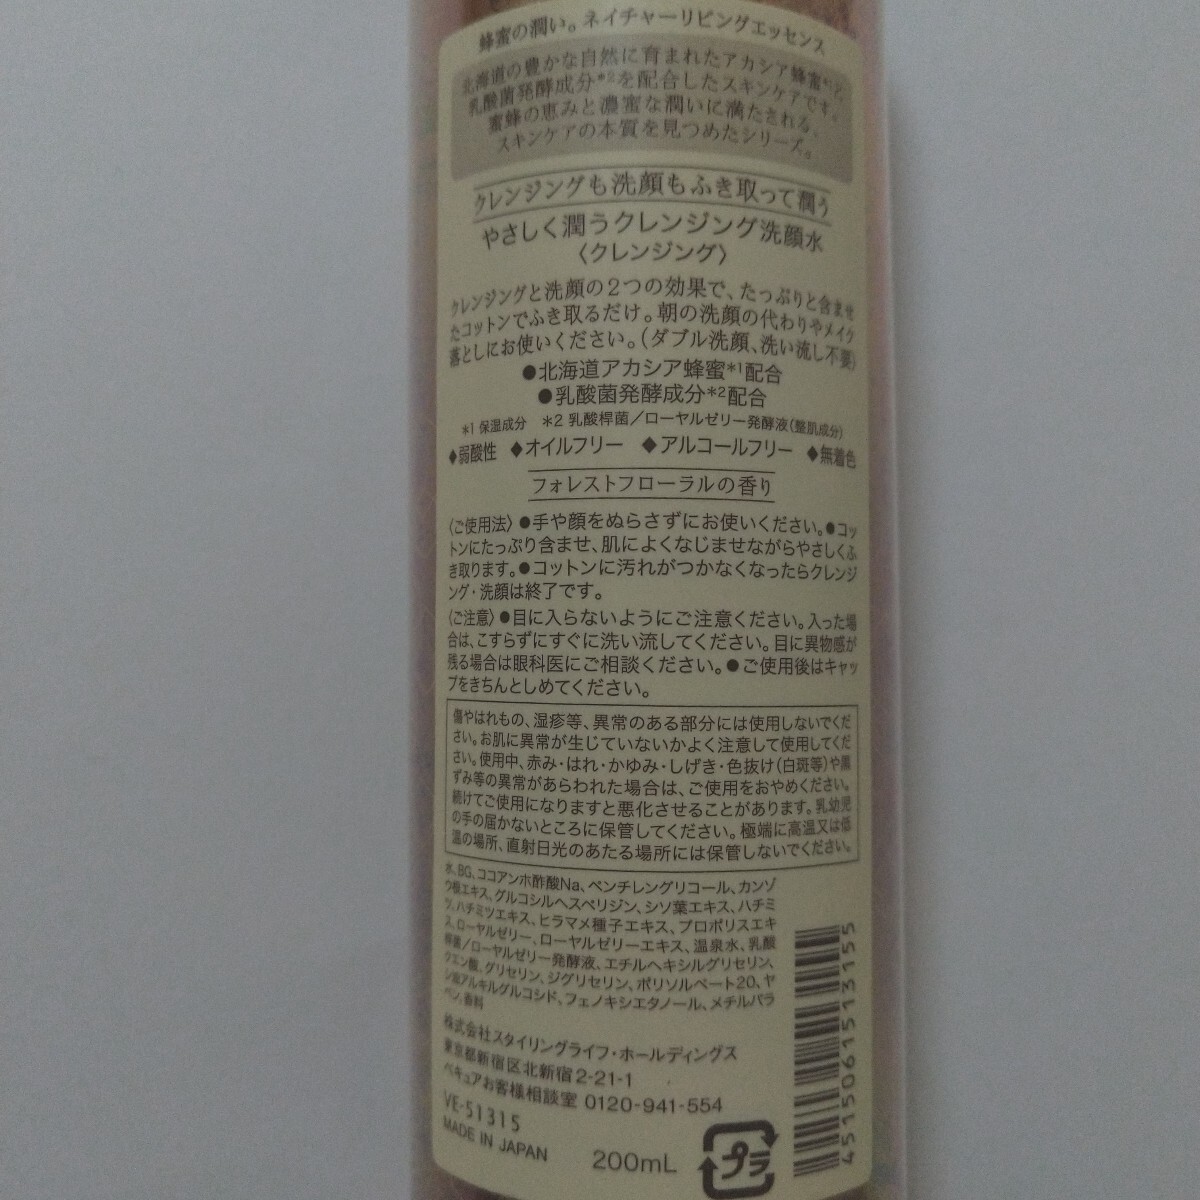 蜂蜜の潤い。ネイチャーリビングエッセンス
北海道の豊かな自然に育まれたアカシア蜂蜜*1と
乳酸菌発酵成分*2を配合したスキンケアです。
蜜蜂の恵みと濃蜜な潤いに満たされる、
スキンケアの本質を見つめたシリーズ。
クレンジングも洗顔もふき取って潤う
やさしく潤うクレンジング洗顔水
〈クレンジング〉
クレンジングと洗顔の2つの効果で、たっぷりと含ませ
たコットンでふき取るだけ。朝の洗顔の代わりやメイク
落としにお使いください。(ダブル洗顔、洗い流し不要)
●北海道アカシア蜂蜜*1配合
●乳酸菌発酵成分*2配合
*1 保湿成分 *2 乳酸桿菌/ローヤルゼリー発酵液(整肌成分)
◆弱酸性 ◆オイルフリー ◆アルコールフリー ◆無着色
フォレストフローラルの香り
〈ご使用法〉●手や顔をぬらさずにお使いください。●コッ
トンにたっぷり含ませ、肌によくなじませながらやさしくふ
き取ります。●コットンに汚れがつかなくなったらクレンジ
ング・洗顔は終了です。
〈ご注意〉●目に入らないようにご注意ください。入った場
合は、こすらずにすぐに洗い流してください。目に異物感が
残る場合は眼科医にご相談ください。●ご使用後はキャッ
プをきちんとしめてください。
傷やはれもの、湿疹等、異常のある部分には使用しないでくだ
さい。お肌に異常が生じていないかよく注意して使用してくだ
さい。使用中、赤み・はれ・かゆみ・しげき・色抜け(白斑等)や黒
ずみ等の異常があらわれた場合は、ご使用をおやめください。
続けてご使用になりますと悪化させることがあります。乳幼児
の手の届かないところに保管してください。極端に高温又は低
温の場所、直射日光のあたる場所には保管しないでください。
水、BG、ココアンホ酢酸Na、ペンチレングリコール、カンゾ
ウ根エキス、グルコシルヘスペリジン、シソ葉エキス、ハチミ
ツ、ハチミツエキス、ヒラマメ種子エキス、プロポリスエキ
ス、ローヤルゼリー、ローヤルゼリーエキス、温泉水、乳酸
桿菌/ローヤルゼリー発酵液、エチルヘキシルグリセリン、
クエン酸、グリセリン、ジグリセリン、ポリソルベート20、ヤ
シ油アルキルグルコシド、フェノキシエタノール、メチルパラ
ベン、香料
株式会社スタイリングライフ・ホールディングス
東京都新宿区北新宿2-21-1
ベキュアお客様相談室 0120-941-554
VE-51315
MADE IN JAPAN
200mL
プラ
4515061513155